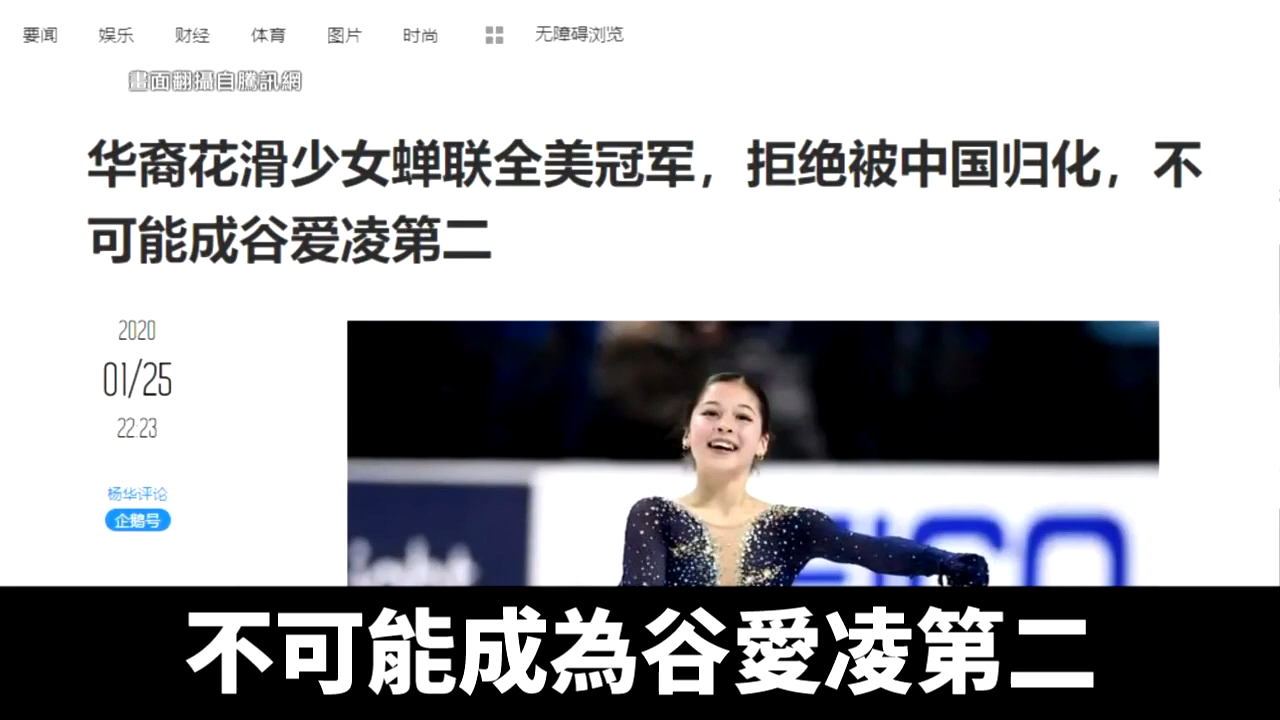 要闻 娱乐 财经 体育 图片 时尚 无障碍浏览
畫面翻攝自騰訊網
华裔花滑少女蝉联全美冠军，拒绝被中国归化，不
可能成谷爱凌第二
2020
01/25
22:23
杨华评论
企鹅号
不可能成為谷愛凌第二